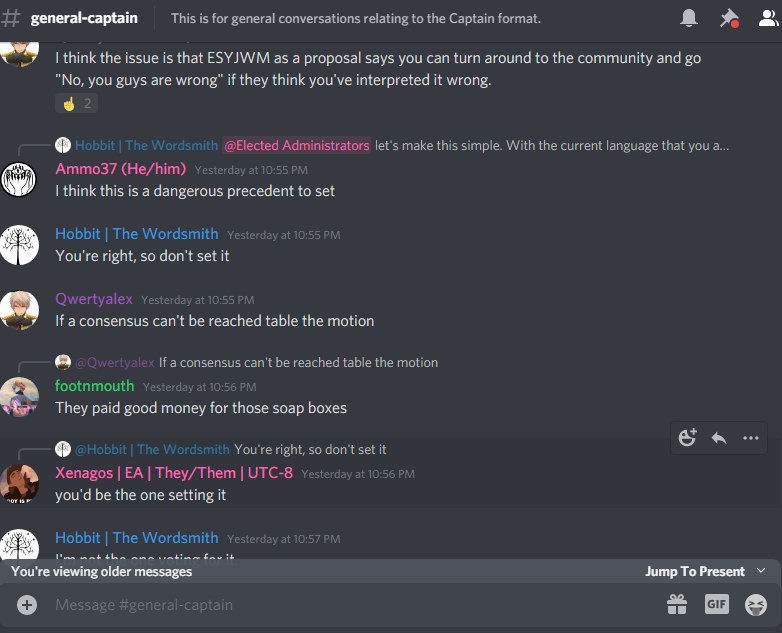 # general-captain This is for general conversations relating to the Captain format.
I think the issue is that ESYJWM as a proposal says you can turn around to the community and go
"No, you guys are wrong" if they think you've interpreted it wrong.
☝ 2
Hobbit | The Wordsmith @Elected Administrators let's make this simple. With the current language that you a...
Ammo37 (He/him) Yesterday at 10:55 PM
I think this is a dangerous precedent to set
Hobbit | The Wordsmith Yesterday at 10:55 PM
You're right, so don't set it
Qwertyalex Yesterday at 10:55 PM
If a consensus can't be reached table the motion
@Qwertyalex If a consensus can't be reached table the motion
footnmouth Yesterday at 10:56 PM
They paid good money for those soap boxes
@Hobbit | The Wordsmith You're right, so don't set it
Xenagos | EA | They/Them | UTC-8 Yesterday at 10:56 PM
you'd be the one setting it
Hobbit | The Wordsmith Yesterday at 10:57 PM
I'm not the one voting for it
You're viewing older messages Jump To Present
Message #general-captain GIF